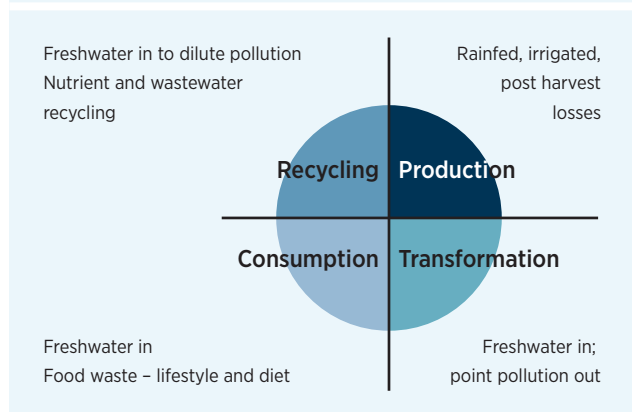 Freshwater in to dilute pollution
Nutrient and wastewater
recycling
Rainfed, irrigated,
post harvest
losses
Recycling
Production
Consumption
Transformation
Freshwater in
Food waste – lifestyle and diet
Freshwater in;
point pollution out